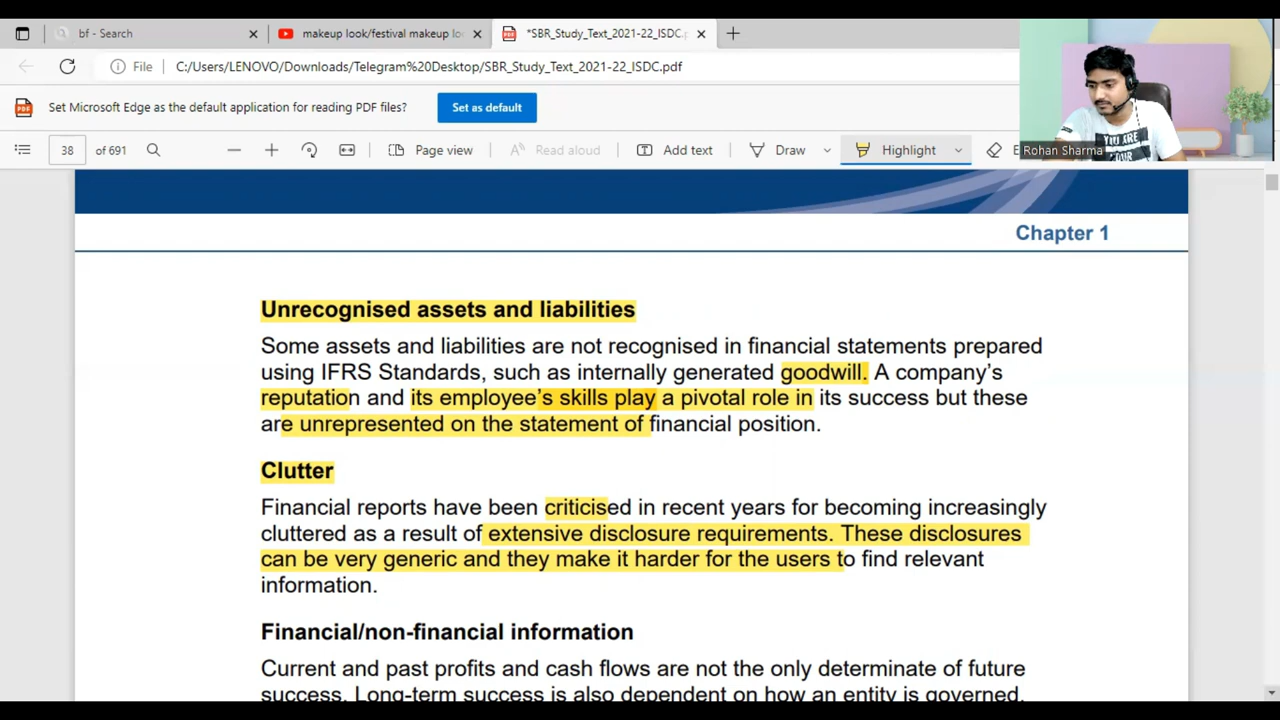 bf - Search
makeup look/festival makeup lo
*SBR_Study_Text_2021-22_ISDC.p
File C:/Users/LENOVO/Downloads/Telegram%20Desktop/SBR_Study_Text_2021-22_ISDC.pdf
Set Microsoft Edge as the default application for reading PDF files? Set as default
38 of 691 Page view Read aloud Add text Draw Highlight E
YOU ARE
Rohan Sharma
Chapter 1
Unrecognised assets and liabilities
Some assets and liabilities are not recognised in financial statements prepared
using IFRS Standards, such as internally generated goodwill. A company's
reputation and its employee's skills play a pivotal role in its success but these
are unrepresented on the statement of financial position.
Clutter
Financial reports have been criticised in recent years for becoming increasingly
cluttered as a result of extensive disclosure requirements. These disclosures
can be very generic and they make it harder for the users to find relevant
information.
Financial/non-financial information
Current and past profits and cash flows are not the only determinate of future
success. Long-term success is also dependent on how an entity is governed,